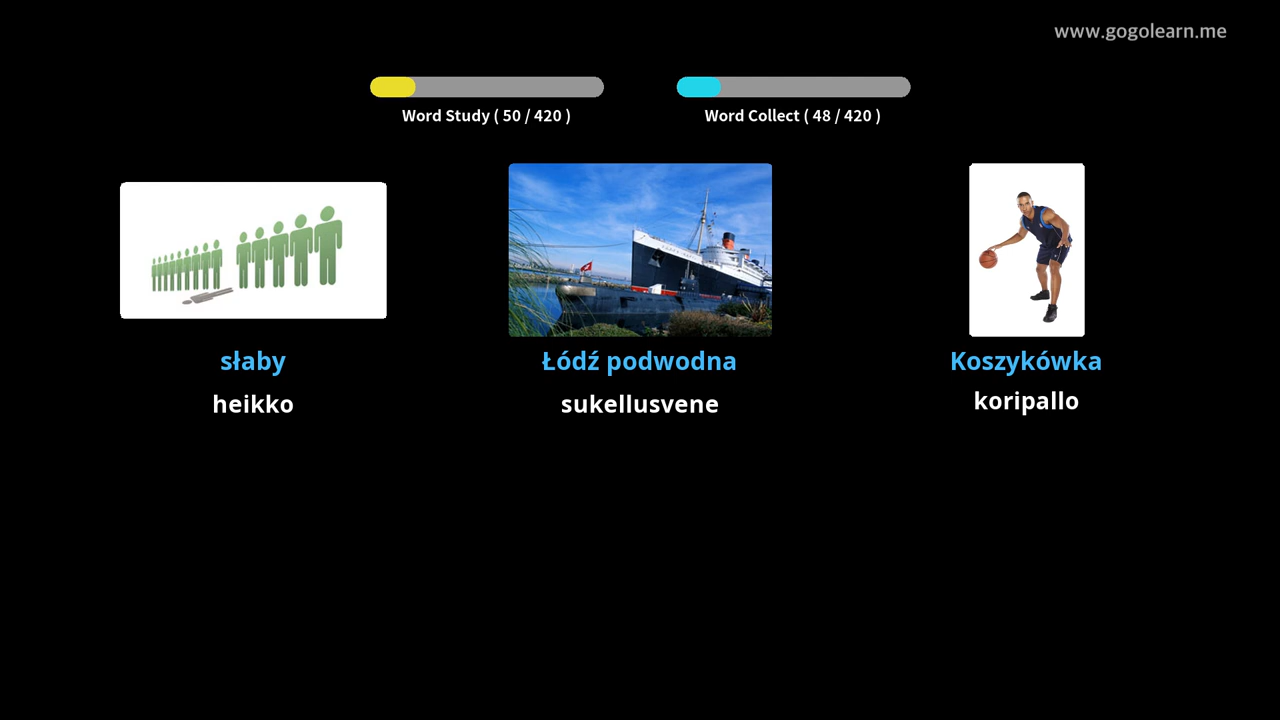 www.gogolearn.me
Word Study ( 50 / 420 )
Word Collect ( 48 / 420 )
słaby
Łódź podwodna
Koszykówka
heikko
sukellusvene
koripallo